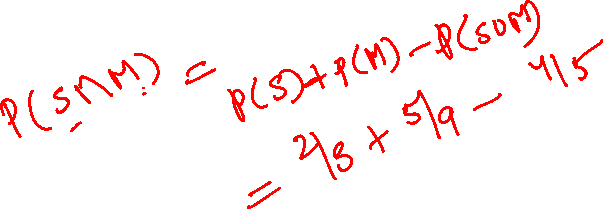 P(S∩M) = P(S)+P(M)-P(S∪M)
= 2/3 + 5/9 - 4/5